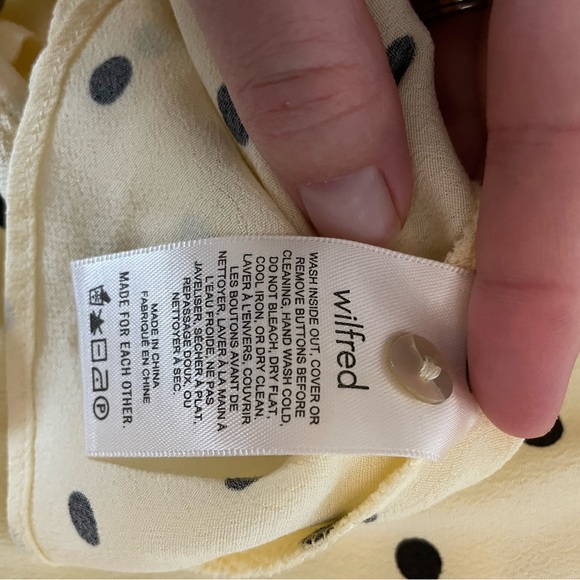 wilfred
WASH INSIDE OUT, COVER OR
REMOVE BUTTONS BEFORE
CLEANING, HAND WASH COLD,
DO NOT BLEACH, DRY FLAT,
COOL IRON, OR DRY CLEAN.
LAVER À L'ENVERS, COUVRIR
LES BOUTONS AVANT DE
NETTOYER, LAVER À LA MAIN À
L'EAU FROIDE, NE PAS
JAVELISER, SÉCHER À PLAT,
REPASSAGE DOUX, OU
NETTOYER À SEC.
MADE IN CHINA
FABRIQUÉ EN CHINE
MADE FOR EACH OTHER.
P